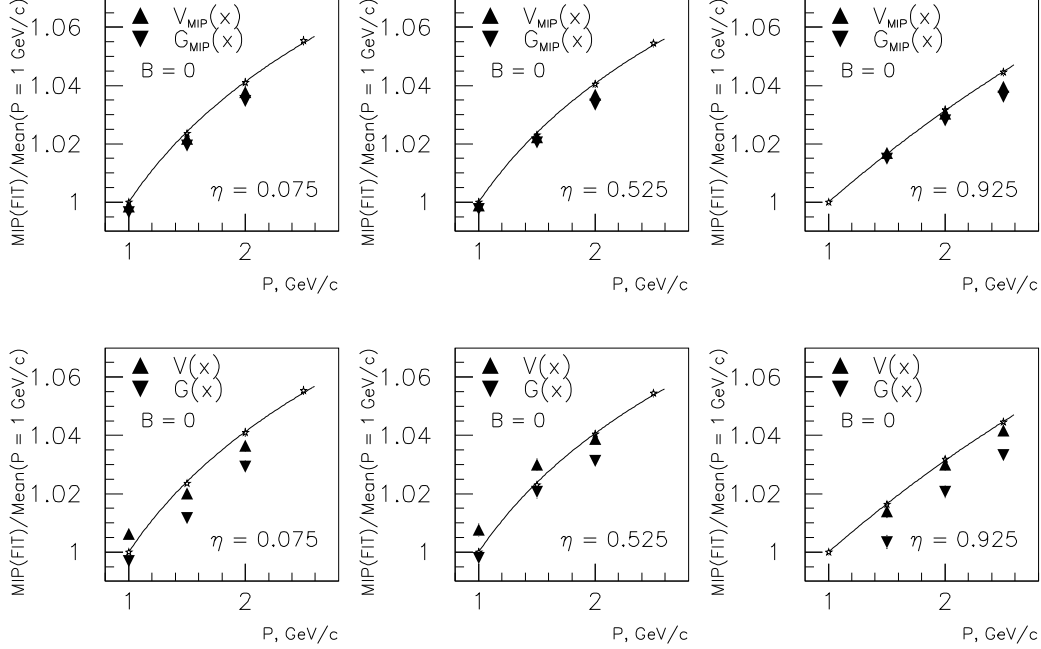 MIP(FIT)/Mean(P = 1 GeV/c)
1.06
1.04
1.02
1
V_MIP(x)
G_MIP(x)
B = 0
η = 0.075
1 2
P, GeV/c
MIP(FIT)/Mean(P = 1 GeV/c)
1.06
1.04
1.02
1
V_MIP(x)
G_MIP(x)
B = 0
η = 0.525
1 2
P, GeV/c
MIP(FIT)/Mean(P = 1 GeV/c)
1.06
1.04
1.02
1
V_MIP(x)
G_MIP(x)
B = 0
η = 0.925
1 2
P, GeV/c
MIP(FIT)/Mean(P = 1 GeV/c)
1.06
1.04
1.02
1
V(x)
G(x)
B = 0
η = 0.075
1 2
P, GeV/c
MIP(FIT)/Mean(P = 1 GeV/c)
1.06
1.04
1.02
1
V(x)
G(x)
B = 0
η = 0.525
1 2
P, GeV/c
MIP(FIT)/Mean(P = 1 GeV/c)
1.06
1.04
1.02
1
V(x)
G(x)
B = 0
η = 0.925
1 2
P, GeV/c